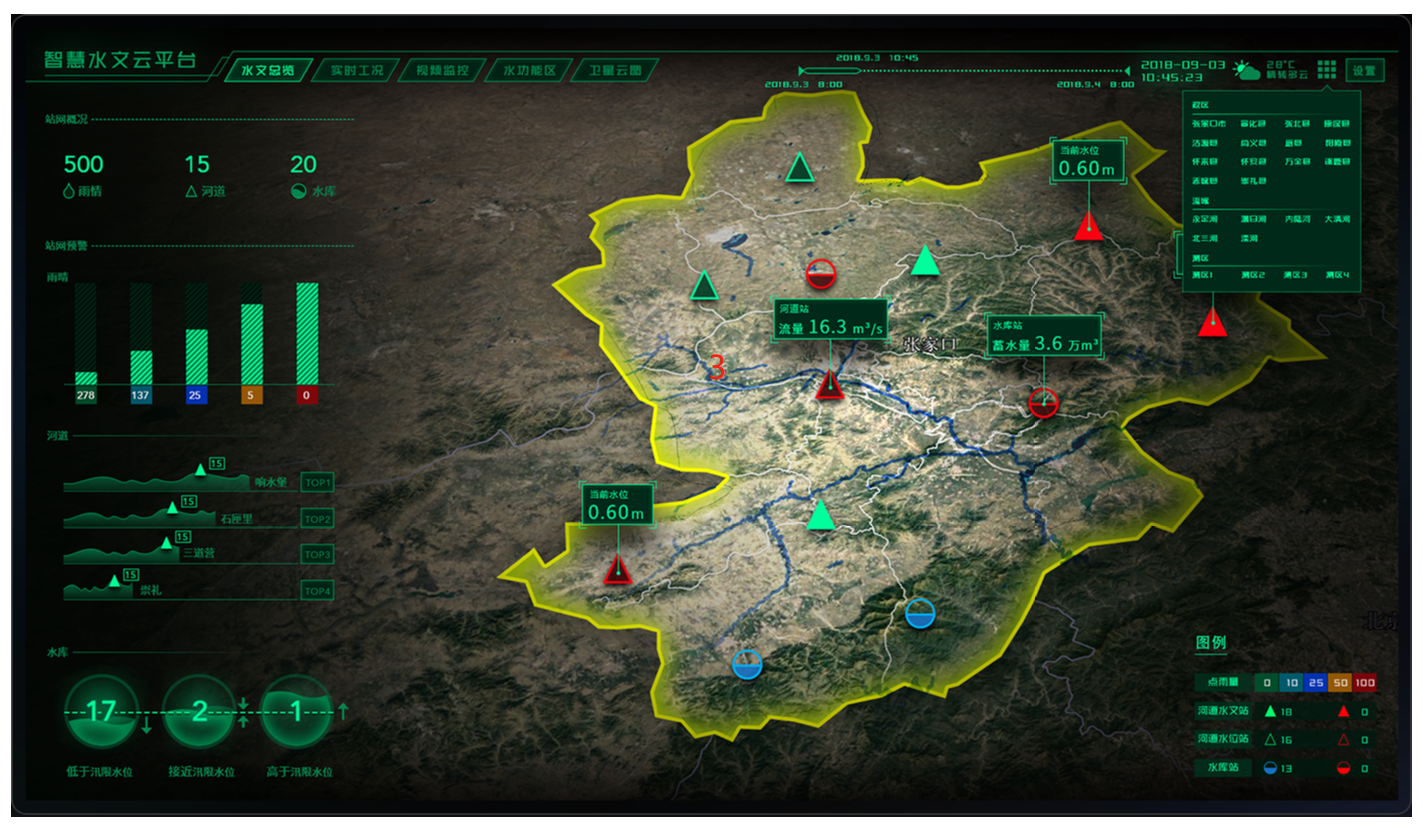 智慧水文云平台
水文总览 实时工况 视频监控 水功能区 卫星云图
2018.9.3 10:45
2018.9.3 8:00
2018.9.4 8:00
2018-09-03
10:45:23
28℃
晴转多云
设置
站网概况
500 15 20
雨情 河道 水库
站网预警
雨晴
278 137 25 5 0
河道
15
响水堡 TOP1
15
石匣里 TOP2
15
三道营 TOP3
15
崇礼 TOP4
水库
17 2 1
低于汛限水位 接近汛限水位 高于汛限水位
当前水位
0.60m
河道站
流量 16.3 m³/s
水库站
蓄水量 3.6 万m³
张家口
3
当前水位
0.60m
政区
张家口市 宣化县 张北县 康保县
沽源县 尚义县 蔚县 阳原县
怀来县 怀安县 万全县 涿鹿县
赤城县 崇礼县
流域
永定河 潮白河 内陆河 大清河
北三河 滦河
测区
测区1 测区2 测区3 测区4
图例
点雨量 0 10 25 50 100
河道水文站 18 0
河道水位站 16 0
水库站 13 0